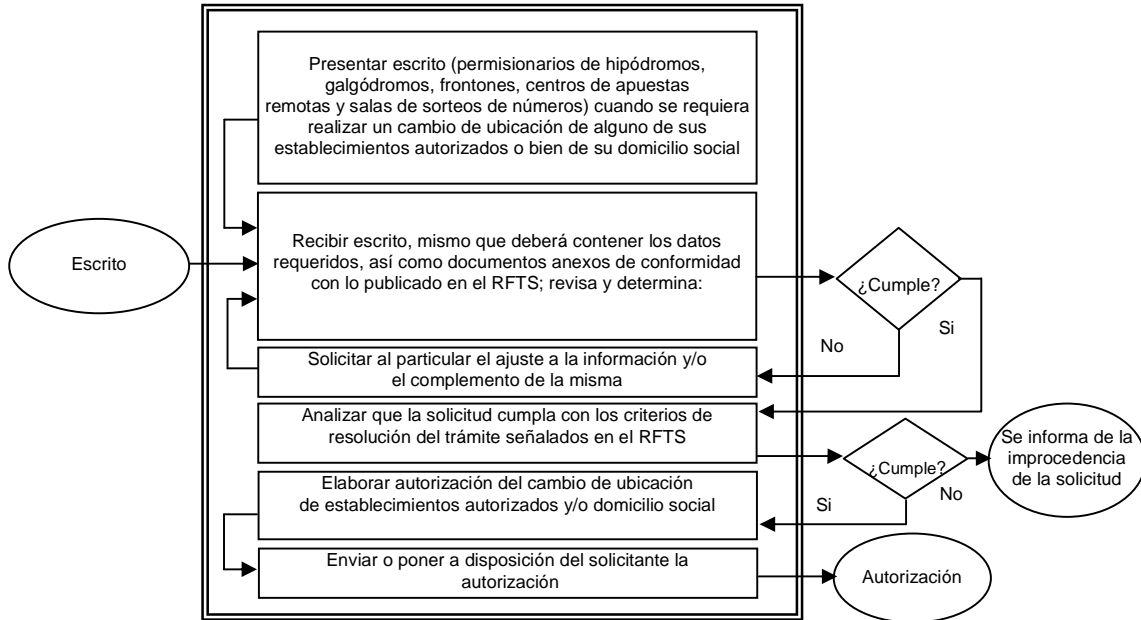 Presentar escrito (permisionarios de hipódromos,
galgódromos, frontones, centros de apuestas
remotas y salas de sorteos de números) cuando se requiera
realizar un cambio de ubicación de alguno de sus
establecimientos autorizados o bien de su domicilio social
Escrito
Recibir escrito, mismo que deberá contener los datos
requeridos, así como documentos anexos de conformidad
con lo publicado en el RFTS; revisa y determina:
¿Cumple?
Si
No
Solicitar al particular el ajuste a la información y/o
el complemento de la misma
Analizar que la solicitud cumpla con los criterios de
resolución del trámite señalados en el RFTS
¿Cumple?
Se informa de la
improcedencia
de la solicitud
No
Si
Elaborar autorización del cambio de ubicación
de establecimientos autorizados y/o domicilio social
Enviar o poner a disposición del solicitante la
autorización
Autorización